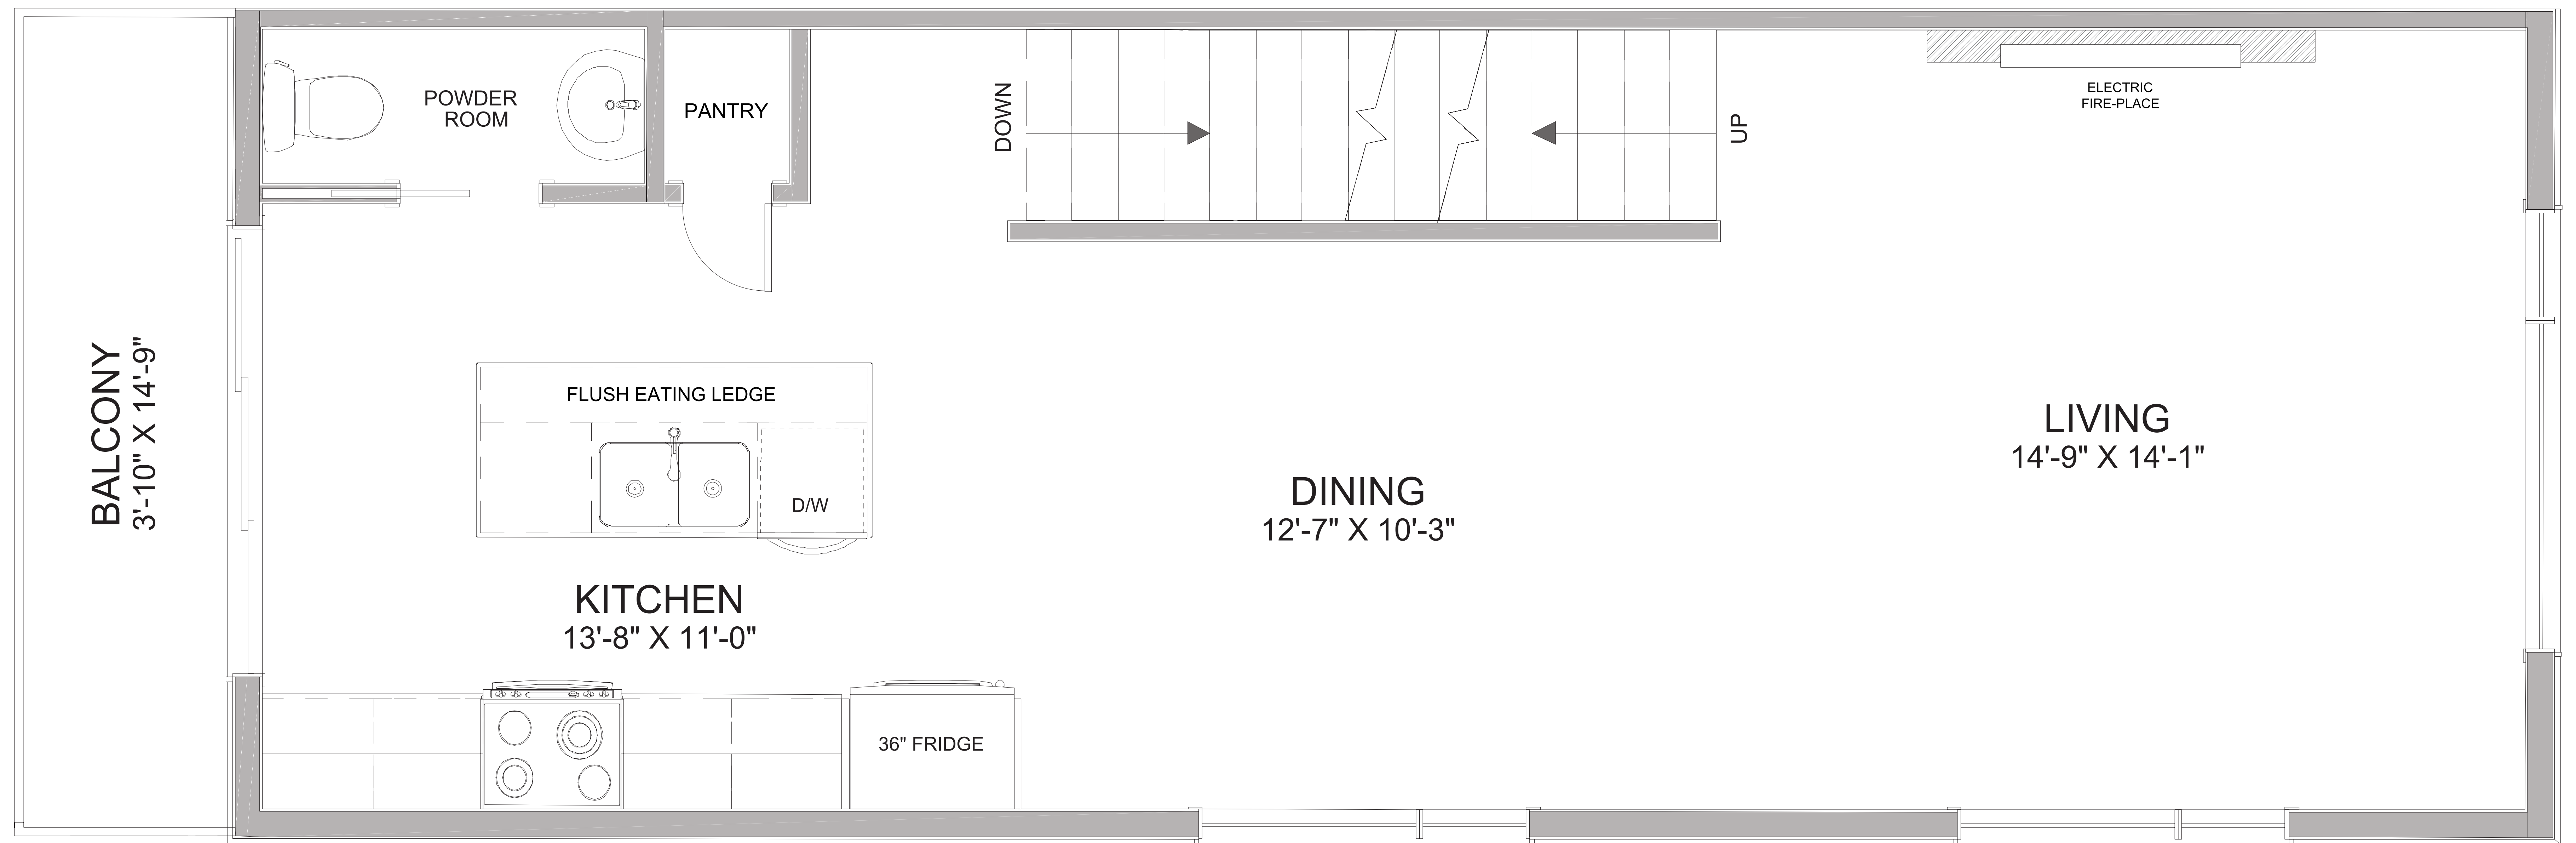 POWDER
ROOM
PANTRY
DOWN
UP
ELECTRIC
FIRE-PLACE
BALCONY
3'-10" X 14'-9"
FLUSH EATING LEDGE
D/W
KITCHEN
13'-8" X 11'-0"
36" FRIDGE
DINING
12'-7" X 10'-3"
LIVING
14'-9" X 14'-1"